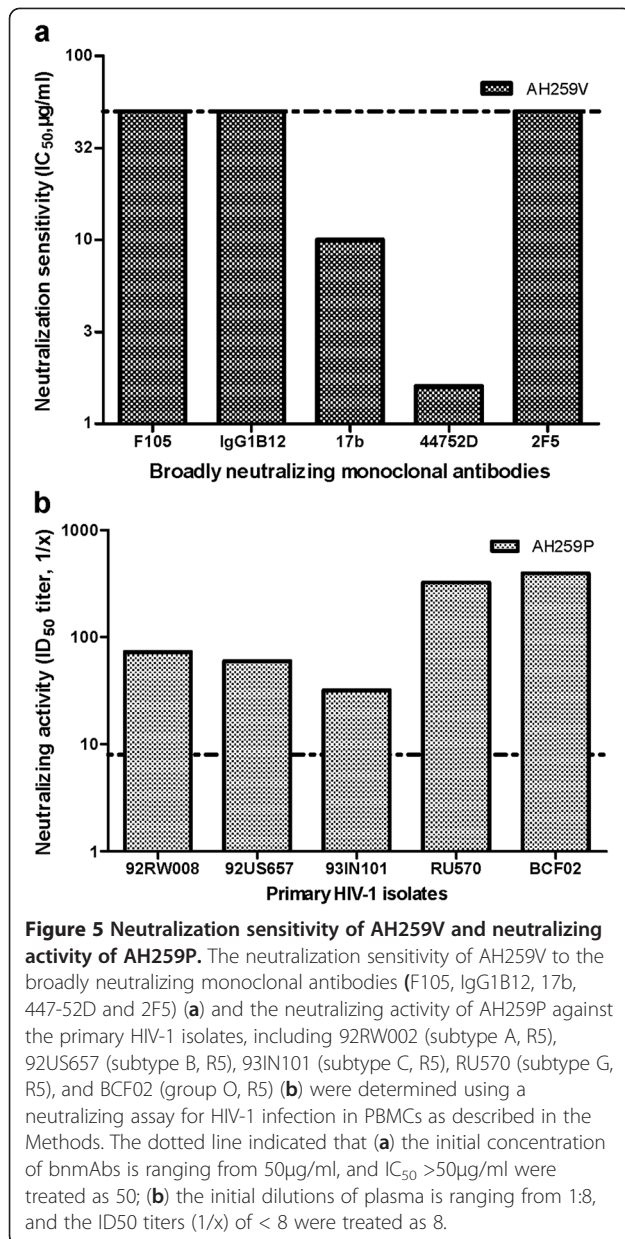 a
100
32
10
3
1
Neutralization sensitivity (IC50,µg/ml)
AH259V
F105 IgG1B12 17b 44752D 2F5
Broadly neutralizing monoclonal antibodies
b
1000
100
10
1
Neutralizing activity (ID50 titer, 1/x)
AH259P
92RW008 92US657 93IN101 RU570 BCF02
Primary HIV-1 isolates
Figure 5 Neutralization sensitivity of AH259V and neutralizing
activity of AH259P. The neutralization sensitivity of AH259V to the
broadly neutralizing monoclonal antibodies (F105, IgG1B12, 17b,
447-52D and 2F5) (a) and the neutralizing activity of AH259P against
the primary HIV-1 isolates, including 92RW002 (subtype A, R5),
92US657 (subtype B, R5), 93IN101 (subtype C, R5), RU570 (subtype G,
R5), and BCF02 (group O, R5) (b) were determined using a
neutralizing assay for HIV-1 infection in PBMCs as described in the
Methods. The dotted line indicated that (a) the initial concentration
of bnmAbs is ranging from 50µg/ml, and IC50 >50µg/ml were
treated as 50; (b) the initial dilutions of plasma is ranging from 1:8,
and the ID50 titers (1/x) of < 8 were treated as 8.